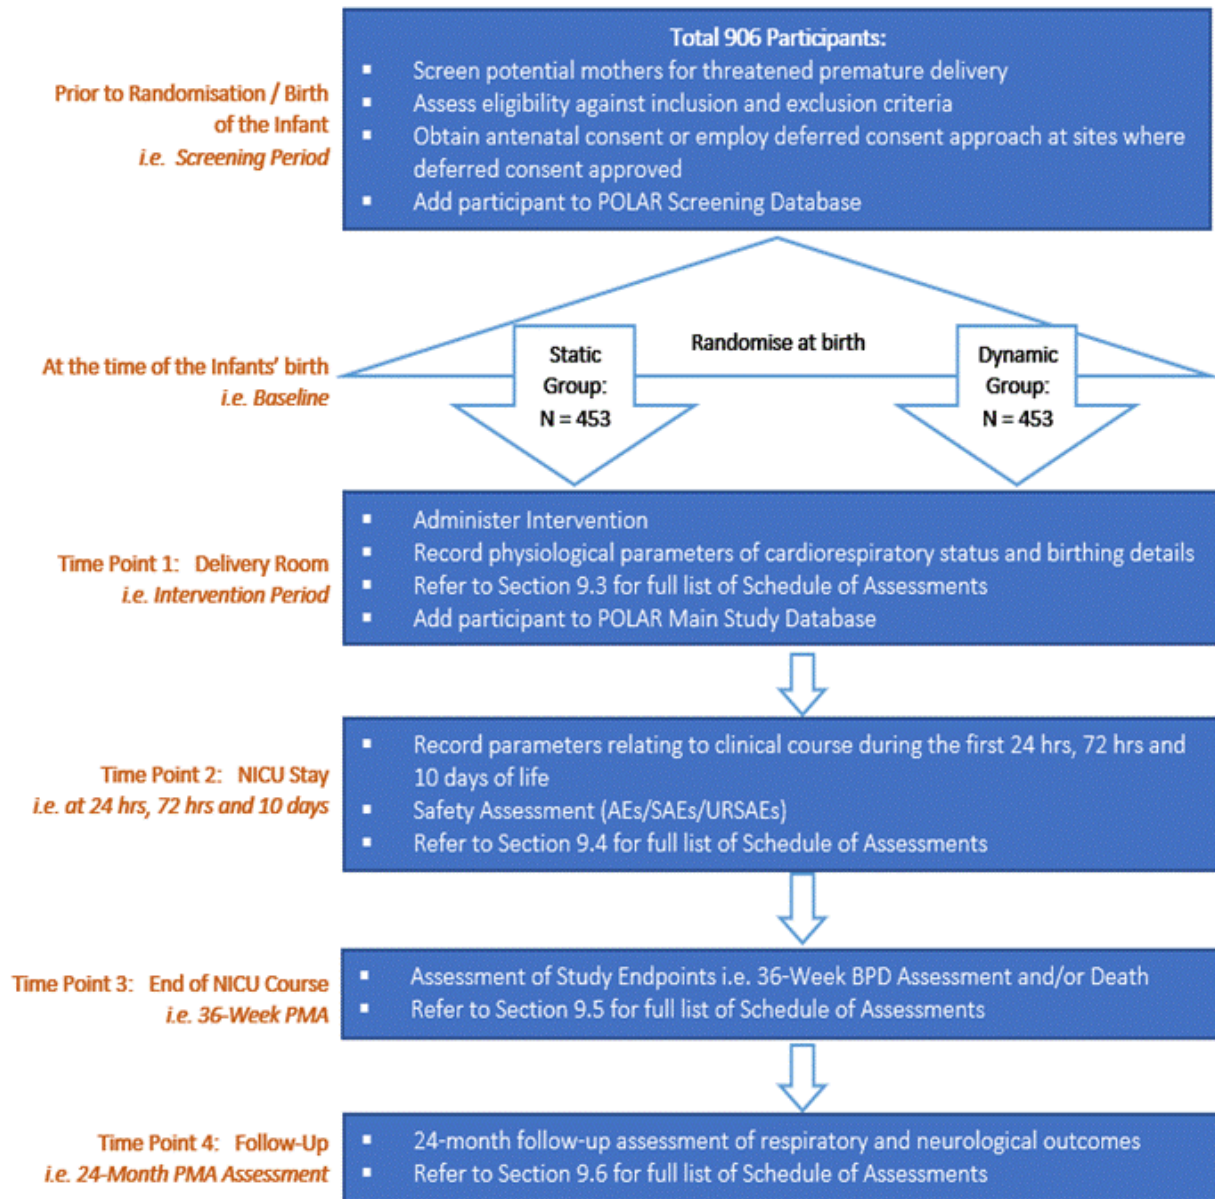 Total 906 Participants:
Prior to Randomisation / Birth
of the Infant
i.e. Screening Period
▪ Screen potential mothers for threatened premature delivery
▪ Assess eligibility against inclusion and exclusion criteria
▪ Obtain antenatal consent or employ deferred consent approach at sites where
deferred consent approved
▪ Add participant to POLAR Screening Database
At the time of the Infants’ birth
i.e. Baseline
Static
Group:
N = 453
Randomise at birth
Dynamic
Group:
N = 453
Time Point 1: Delivery Room
i.e. Intervention Period
▪ Administer Intervention
▪ Record physiological parameters of cardiorespiratory status and birthing details
▪ Refer to Section 9.3 for full list of Schedule of Assessments
▪ Add participant to POLAR Main Study Database
Time Point 2: NICU Stay
i.e. at 24 hrs, 72 hrs and 10 days
▪ Record parameters relating to clinical course during the first 24 hrs, 72 hrs and
10 days of life
▪ Safety Assessment (AEs/SAEs/URSAEs)
▪ Refer to Section 9.4 for full list of Schedule of Assessments
Time Point 3: End of NICU Course
i.e. 36-Week PMA
▪ Assessment of Study Endpoints i.e. 36-Week BPD Assessment and/or Death
▪ Refer to Section 9.5 for full list of Schedule of Assessments
Time Point 4: Follow-Up
i.e. 24-Month PMA Assessment
▪ 24-month follow-up assessment of respiratory and neurological outcomes
▪ Refer to Section 9.6 for full list of Schedule of Assessments